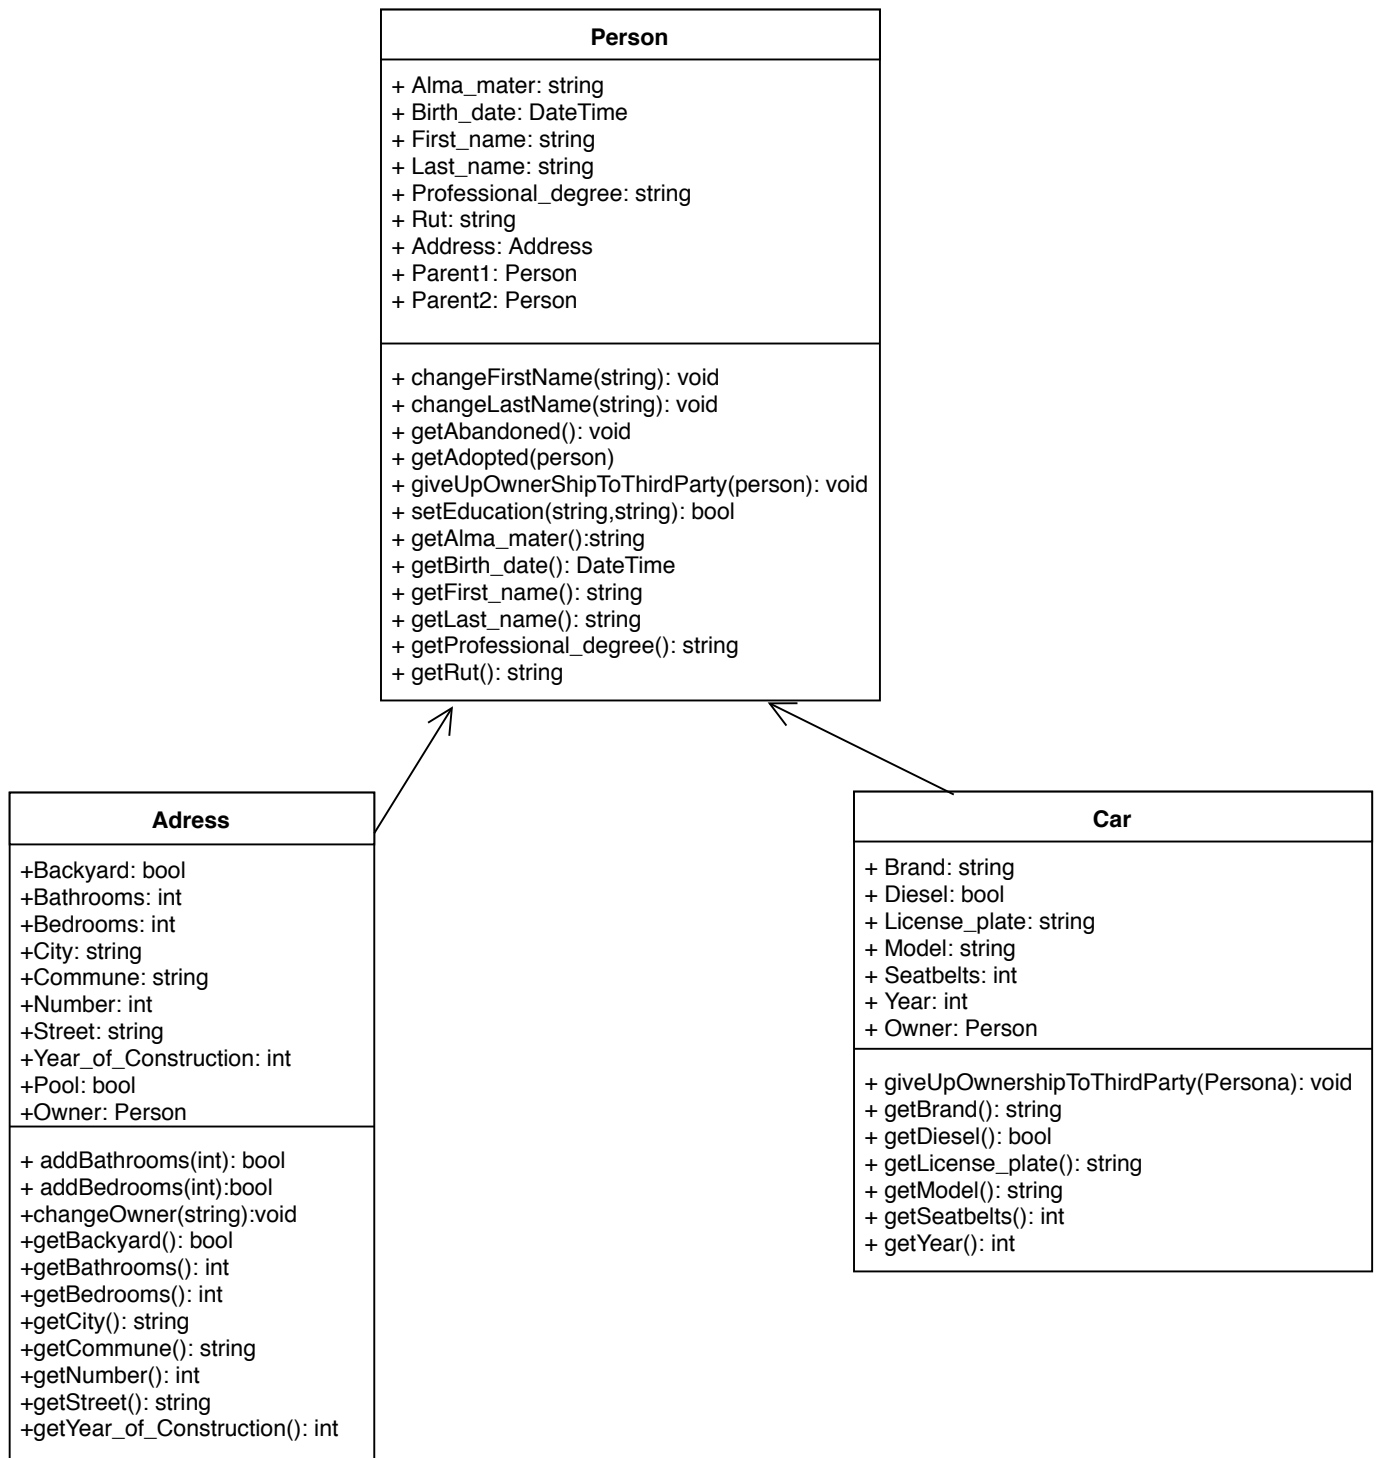 Person
+ Alma_mater: string
+ Birth_date: DateTime
+ First_name: string
+ Last_name: string
+ Professional_degree: string
+ Rut: string
+ Address: Address
+ Parent1: Person
+ Parent2: Person
+ changeFirstName(string): void
+ changeLastName(string): void
+ getAbandoned(): void
+ getAdopted(person)
+ giveUpOwnerShipToThirdParty(person): void
+ setEducation(string,string): bool
+ getAlma_mater():string
+ getBirth_date(): DateTime
+ getFirst_name(): string
+ getLast_name(): string
+ getProfessional_degree(): string
+ getRut(): string
Adress
+Backyard: bool
+Bathrooms: int
+Bedrooms: int
+City: string
+Commune: string
+Number: int
+Street: string
+Year_of_Construction: int
+Pool: bool
+Owner: Person
+ addBathrooms(int): bool
+ addBedrooms(int):bool
+changeOwner(string):void
+getBackyard(): bool
+getBathrooms(): int
+getBedrooms(): int
+getCity(): string
+getCommune(): string
+getNumber(): int
+getStreet(): string
+getYear_of_Construction(): int
Car
+ Brand: string
+ Diesel: bool
+ License_plate: string
+ Model: string
+ Seatbelts: int
+ Year: int
+ Owner: Person
+ giveUpOwnershipToThirdParty(Persona): void
+ getBrand(): string
+ getDiesel(): bool
+ getLicense_plate(): string
+ getModel(): string
+ getSeatbelts(): int
+ getYear(): int